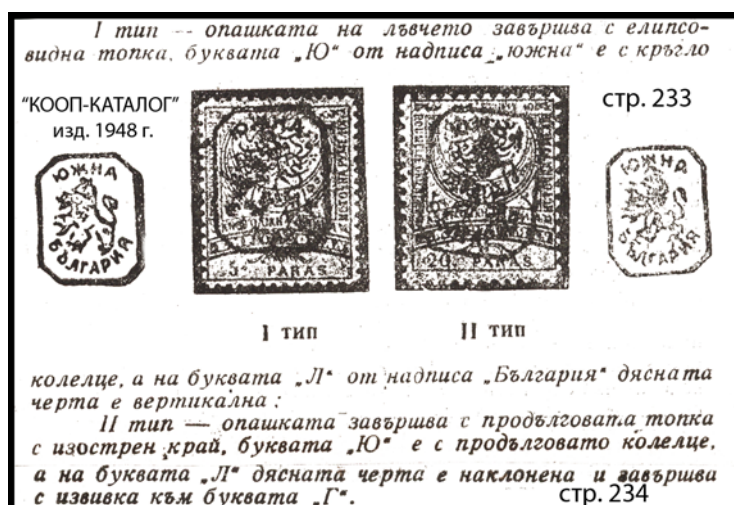 I тип — опашката на лъвчето завършва с елипсо-
видна топка, буквата „Ю“ от надписа „южна“ е с кръгло
"КООП-КАТАЛОГ"
изд. 1948 г.
стр. 233
ЮЖНА
БЪЛГАРИЯ
ЮЖНА
5 PARAS
ЮЖНА
20 PARAS
ЮЖНА
БЪЛГАРИЯ
I тип
II тип
колелце, а на буквата „Л“ от надписа „България“ дясната
черта е вертикална;
II тип — опашката завършва с продълговата топка
с изострен край, буквата „Ю“ е с продълговато колелце,
а на буквата „Л“ дясната черта е наклонена и завършва
с извивка към буквата „Г“.
стр. 234